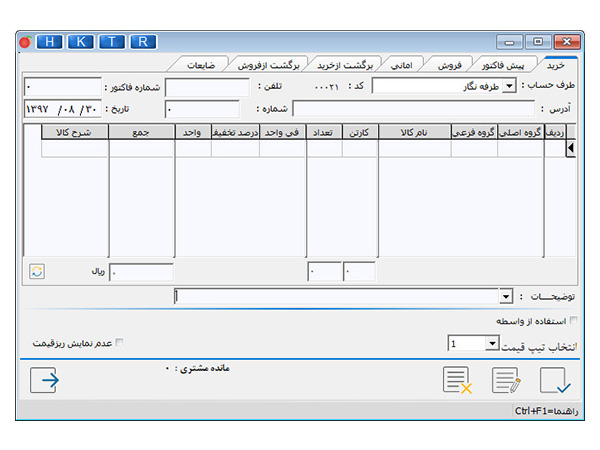 H K T R
خرید پیش فاکتور فروش امانی برگشت ازخرید برگشت ازفروش ضایعات
طرف حساب : طرفه نگار کد : ۰۰۰۲۱ تلفن : شماره فاکتور : ۰
آدرس : شماره : ۰ تاریخ : ۱۳۹۷/ ۰۸/ ۳۰
ردیف گروه اصلی گروه فرعی نام کالا کارتن تعداد فی واحد درصد تخفیف واحد جمع شرح کالا
۰ ۰ ۰ ریال
توضیحـــات :
استفاده از واسطه
انتخاب تیپ قیمت 1 عدم نمایش ریزقیمت
مانده مشتری : ۰
راهنما=Ctrl+F1